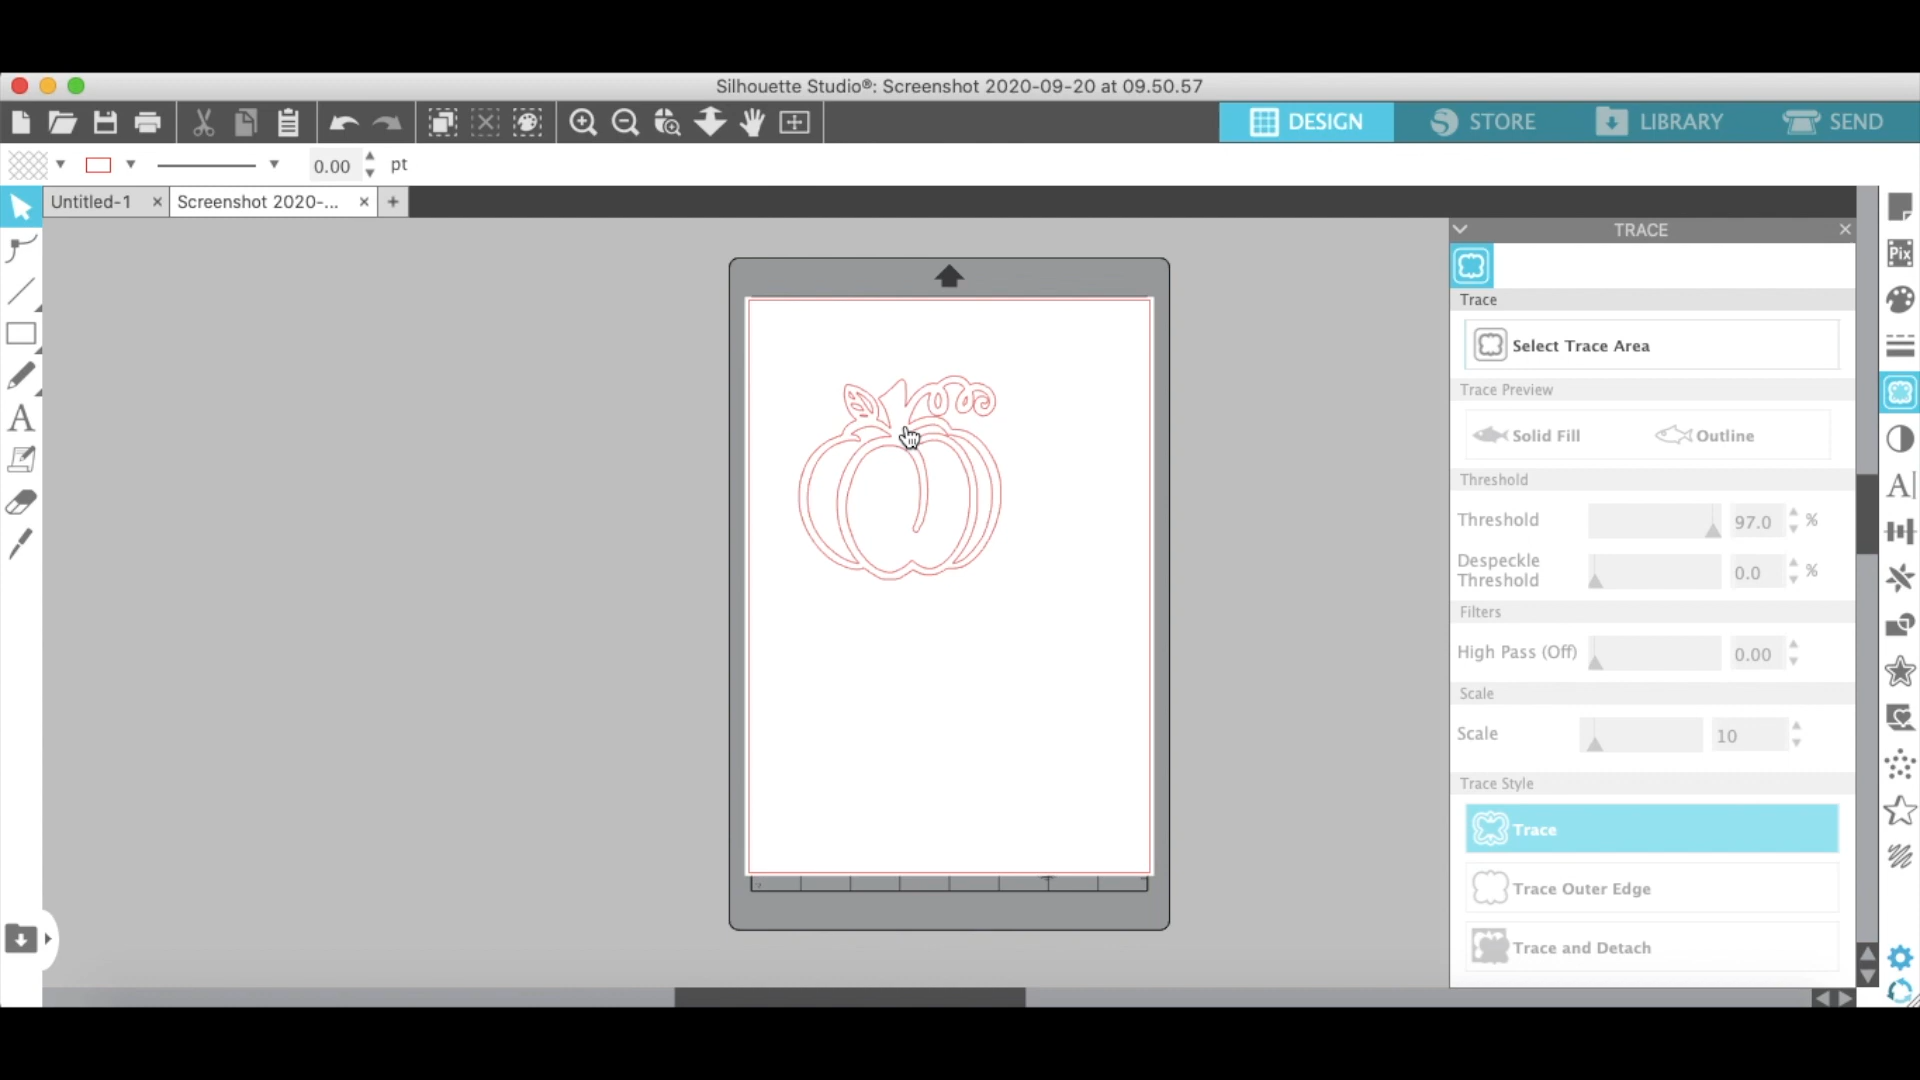 Silhouette Studio®: Screenshot 2020-09-20 at 09.50.57
DESIGN
STORE
LIBRARY
SEND
0.00 pt
Untitled-1
Screenshot 2020-...
TRACE
Pix
Trace
Select Trace Area
Trace Preview
Solid Fill
Outline
Threshold
Threshold 97.0 %
Despeckle
Threshold 0.0 %
Filters
High Pass (Off) 0.00
Scale
Scale 10
Trace Style
Trace
Trace Outer Edge
Trace and Detach